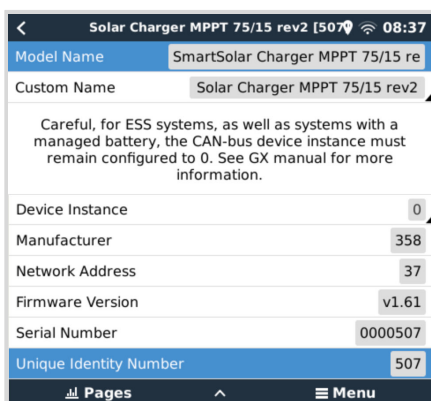 Solar Charger MPPT 75/15 rev2 [507 08:37
Model Name SmartSolar Charger MPPT 75/15 re
Custom Name Solar Charger MPPT 75/15 rev2
Careful, for ESS systems, as well as systems with a
managed battery, the CAN-bus device instance must
remain configured to 0. See GX manual for more
information.
Device Instance 0
Manufacturer 358
Network Address 37
Firmware Version v1.61
Serial Number 0000507
Unique Identity Number 507
Pages Menu